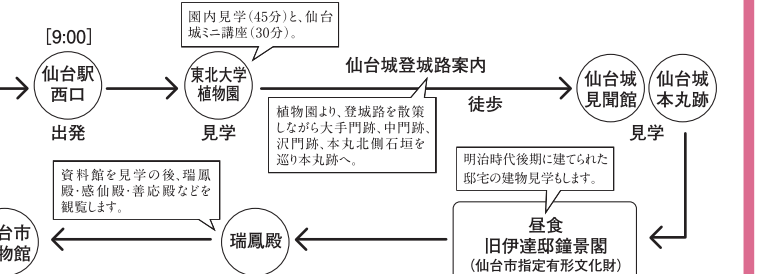 [9:00]
仙台駅
西口
出発
園内見学(45分)と、仙台
城ミニ講座(30分)。
東北大学
植物園
見学
仙台城登城路案内
徒歩
植物園より、登城路を散策
しながら大手門跡、中門跡、
沢門跡、本丸北側石垣を
巡り本丸跡へ。
仙台城
見聞館
仙台城
本丸跡
見学
明治時代後期に建てられた
邸宅の建物見学もします。
昼食
旧伊達邸鐘景閣
(仙台市指定有形文化財)
瑞鳳殿
資料館を見学の後、瑞鳳
殿・感仙殿・善応殿などを
観覧します。
台市
物館